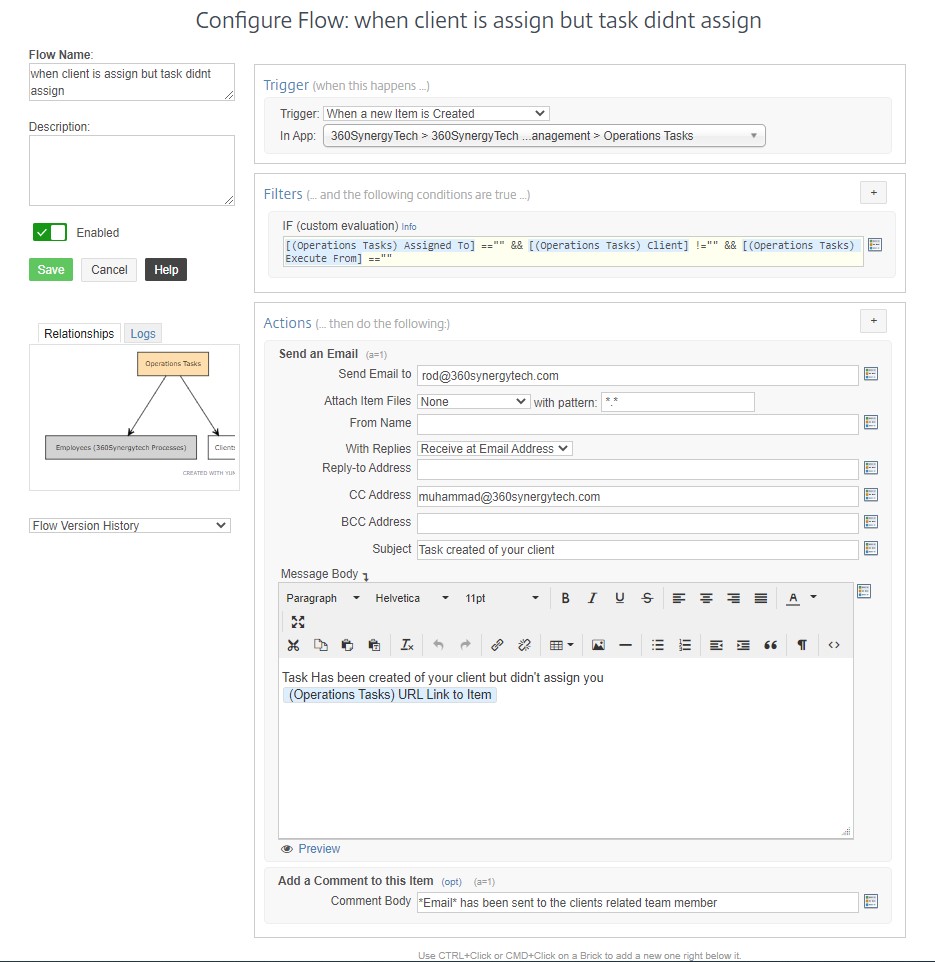 Configure Flow: when client is assign but task didnt assign
Flow Name:
when client is assign but task didnt
assign
Description:
Enabled
Save Cancel Help
Relationships Logs
Operations Tasks
Employees (360Synergytech Processes) Clients
CREATED WITH YUM
Flow Version History
Trigger (when this happens ...)
Trigger: When a new Item is Created
In App: 360SynergyTech > 360SynergyTech ...anagement > Operations Tasks
Filters (... and the following conditions are true ...)
+
IF (custom evaluation) Info
[(Operations Tasks) Assigned To] =="" && [(Operations Tasks) Client] !="" && [(Operations Tasks)
Execute From] ==""
Actions (... then do the following:)
+
Send an Email (a=1)
Send Email to rod@360synergytech.com
Attach Item Files None with pattern: *.*
From Name
With Replies Receive at Email Address
Reply-to Address
CC Address muhammad@360synergytech.com
BCC Address
Subject Task created of your client
Message Body
Paragraph Helvetica 11pt B I U S A
Task Has been created of your client but didn't assign you
(Operations Tasks) URL Link to Item
Preview
Add a Comment to this Item (opt) (a=1)
Comment Body *Email* has been sent to the clients related team member
Use CTRL+Click or CMD+Click on a Brick to add a new one right below it.